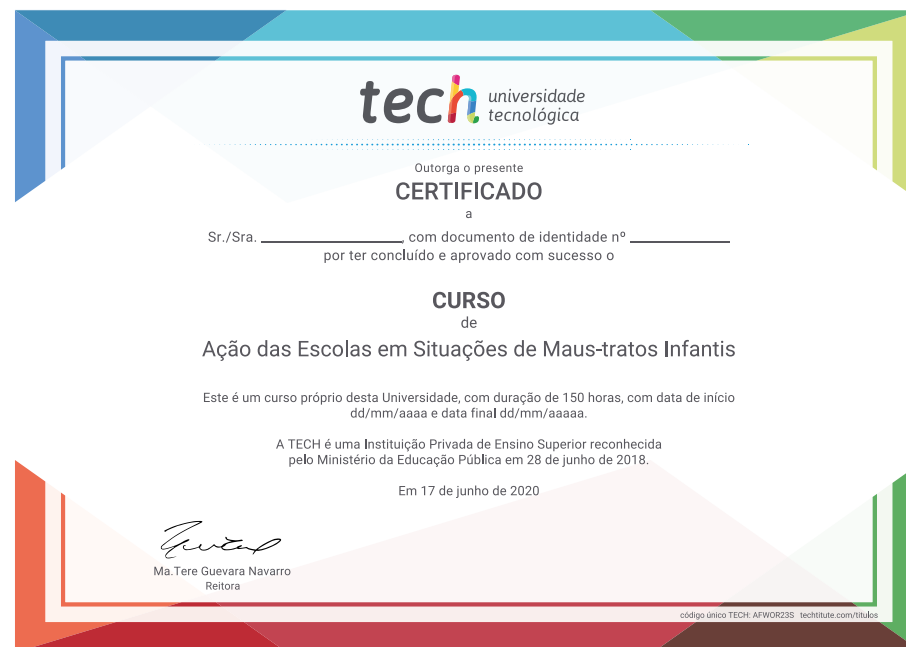 tech universidade
tecnológica
Outorga o presente
CERTIFICADO
a
Sr./Sra. ____________, com documento de identidade nº ____________
por ter concluído e aprovado com sucesso o
CURSO
de
Ação das Escolas em Situações de Maus-tratos Infantis
Este é um curso próprio desta Universidade, com duração de 150 horas, com data de início
dd/mm/aaaa e data final dd/mm/aaaaa.
A TECH é uma Instituição Privada de Ensino Superior reconhecida
pelo Ministério da Educação Pública em 28 de junho de 2018.
Em 17 de junho de 2020
Ma.Tere Guevara Navarro
Reitora
código único TECH: AFWOR23S techtitute.com/titulos